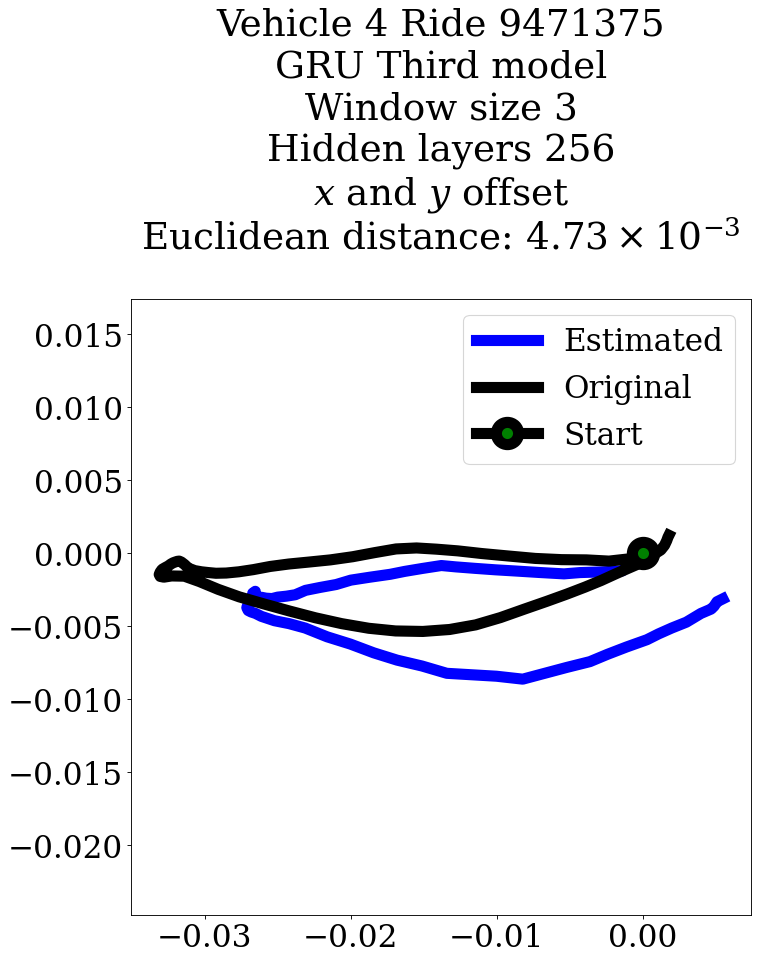 Vehicle 4 Ride 9471375
GRU Third model
Window size 3
Hidden layers 256
x and y offset
Euclidean distance: 4.73 × 10⁻³
Estimated
Original
Start
0.015
0.010
0.005
0.000
−0.005
−0.010
−0.015
−0.020
−0.03 −0.02 −0.01 0.00